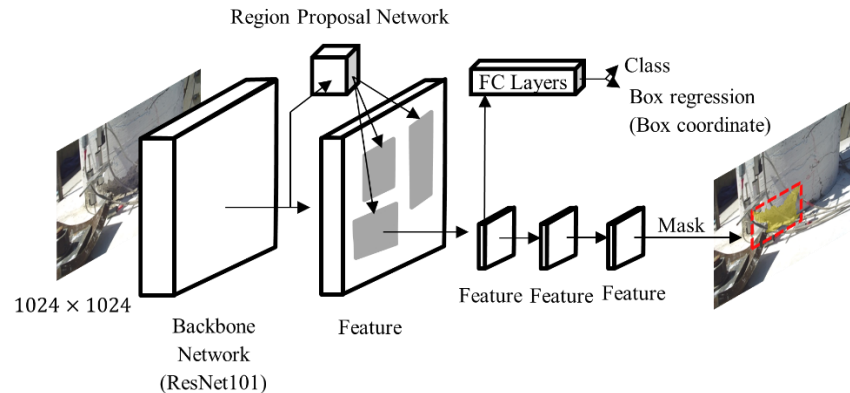 Region Proposal Network
FC Layers
Class
Box regression
(Box coordinate)
Mask
1024 × 1024
Backbone
Network
(ResNet101)
Feature
Feature
Feature
Feature